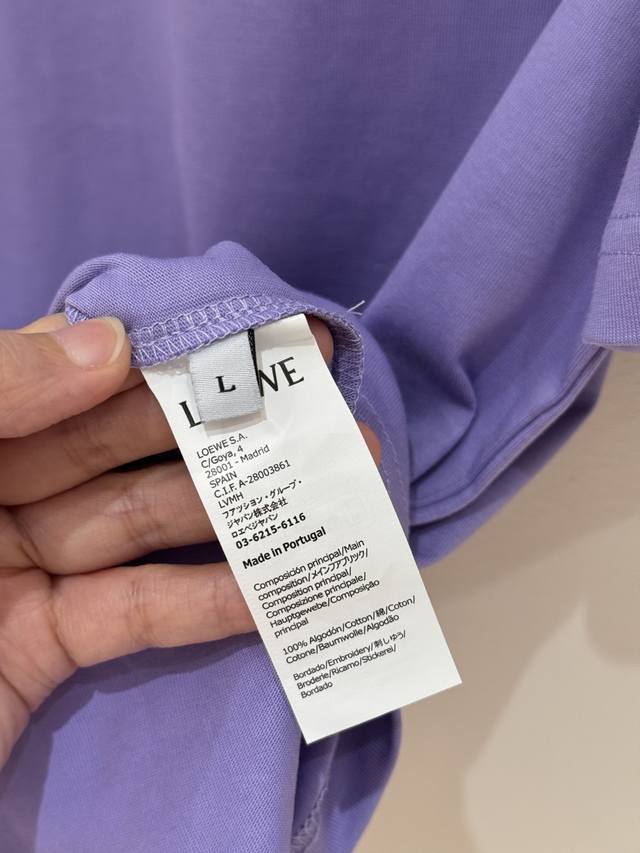 L
LOEWE
LOEWE S.A.
C/Goya, 4
28001 - Madrid
SPAIN
C.I.F. A-28003861
LVMH
ファッション・グループ・
ジャパン株式会社
ロエベジャパン
03-6215-6116
Made in Portugal
Composición principal/Main
composition/メインファブリック/
Composition principal/
Composizione principale/
Hauptgewebe/Composição
principal
100% Algodón/Cotton/綿/Coton/
Cotone/Baumwolle/Algodão
Bordado/Embroidery/刺しゅう/
Broderie/Ricamo/Stickerei/
Bordado